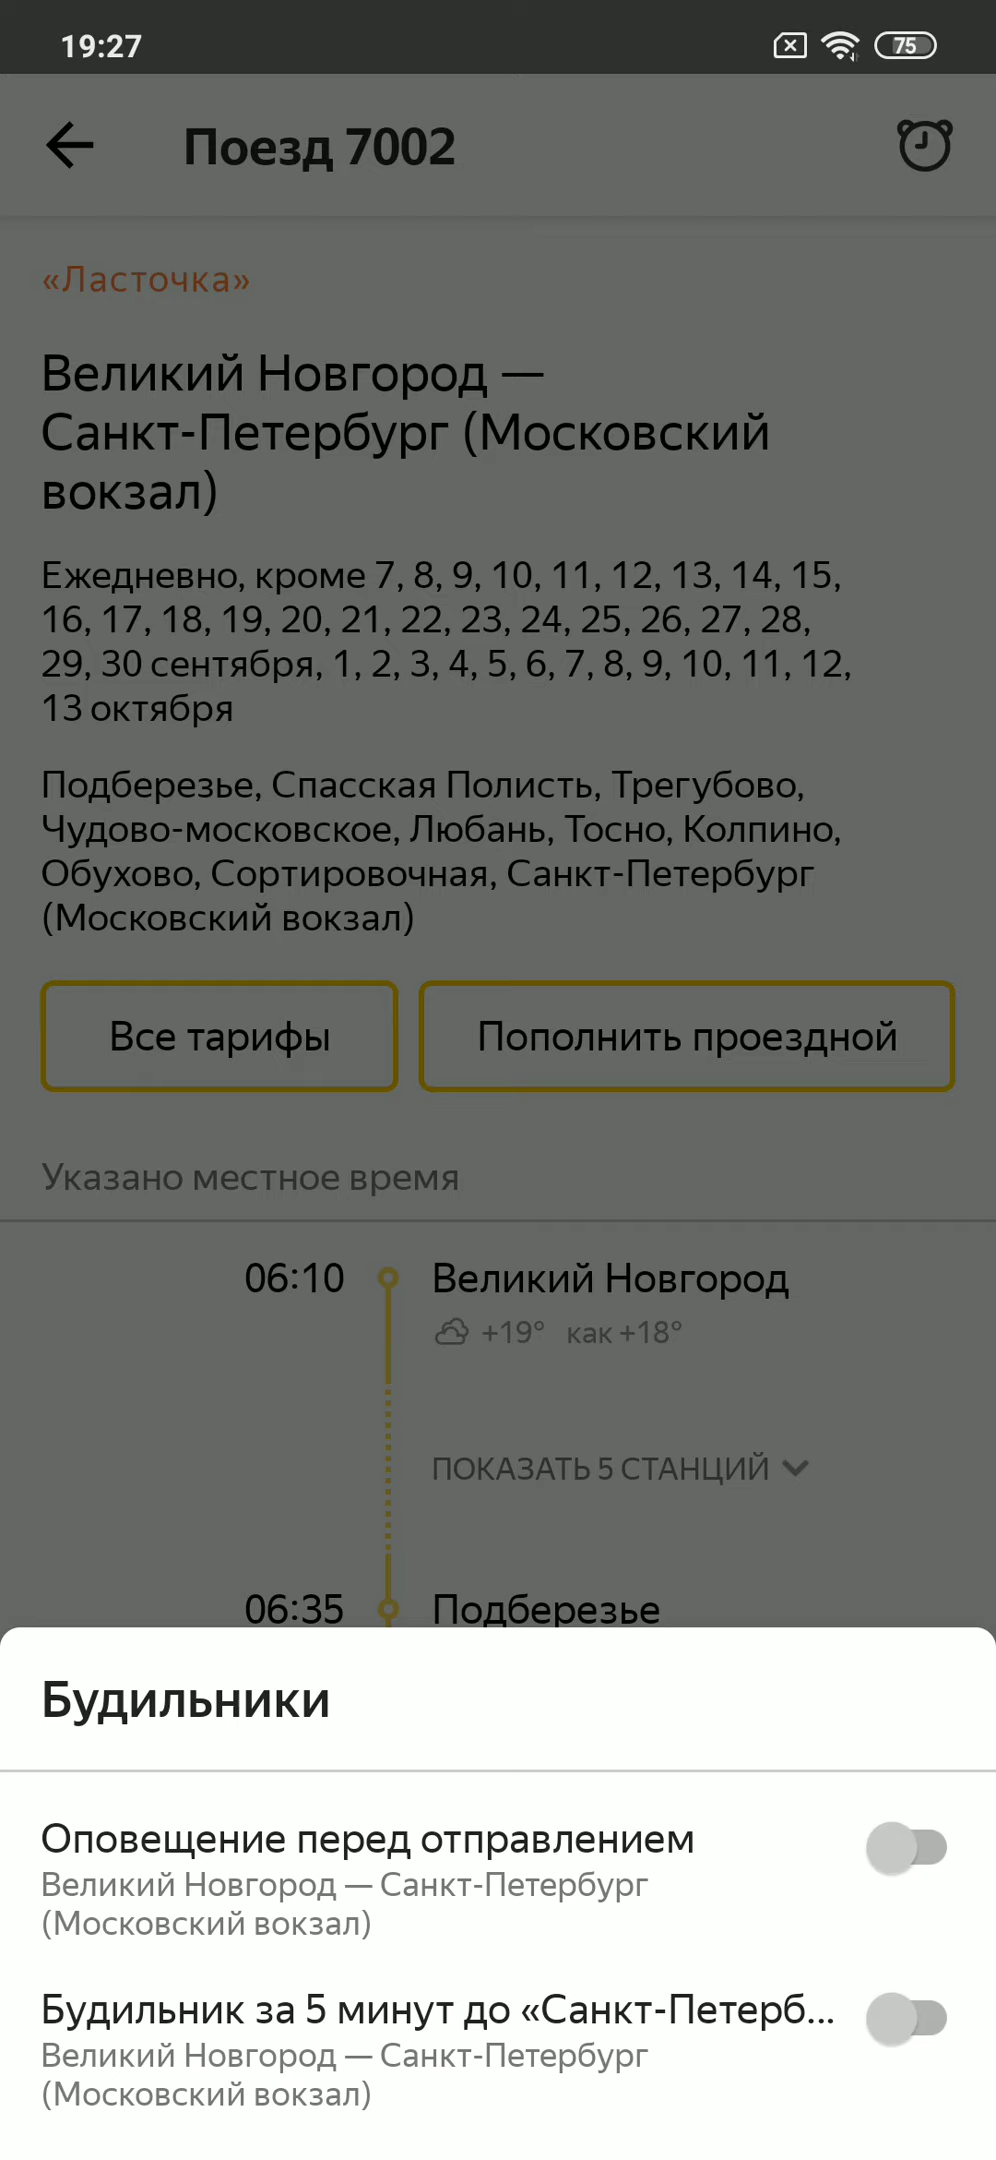 19:27
75
Поезд 7002
«Ласточка»
Великий Новгород —
Санкт-Петербург (Московский
вокзал)
Ежедневно, кроме 7, 8, 9, 10, 11, 12, 13, 14, 15,
16, 17, 18, 19, 20, 21, 22, 23, 24, 25, 26, 27, 28,
29, 30 сентября, 1, 2, 3, 4, 5, 6, 7, 8, 9, 10, 11, 12,
13 октября
Подберезье, Спасская Полисть, Трегубово,
Чудово-московское, Любань, Тосно, Колпино,
Обухово, Сортировочная, Санкт-Петербург
(Московский вокзал)
Все тарифы
Пополнить проездной
Указано местное время
06:10 Великий Новгород
+19° как +18°
ПОКАЗАТЬ 5 СТАНЦИЙ
06:35 Подберезье
Будильники
Оповещение перед отправлением
Великий Новгород — Санкт-Петербург
(Московский вокзал)
Будильник за 5 минут до «Санкт-Петерб...
Великий Новгород — Санкт-Петербург
(Московский вокзал)